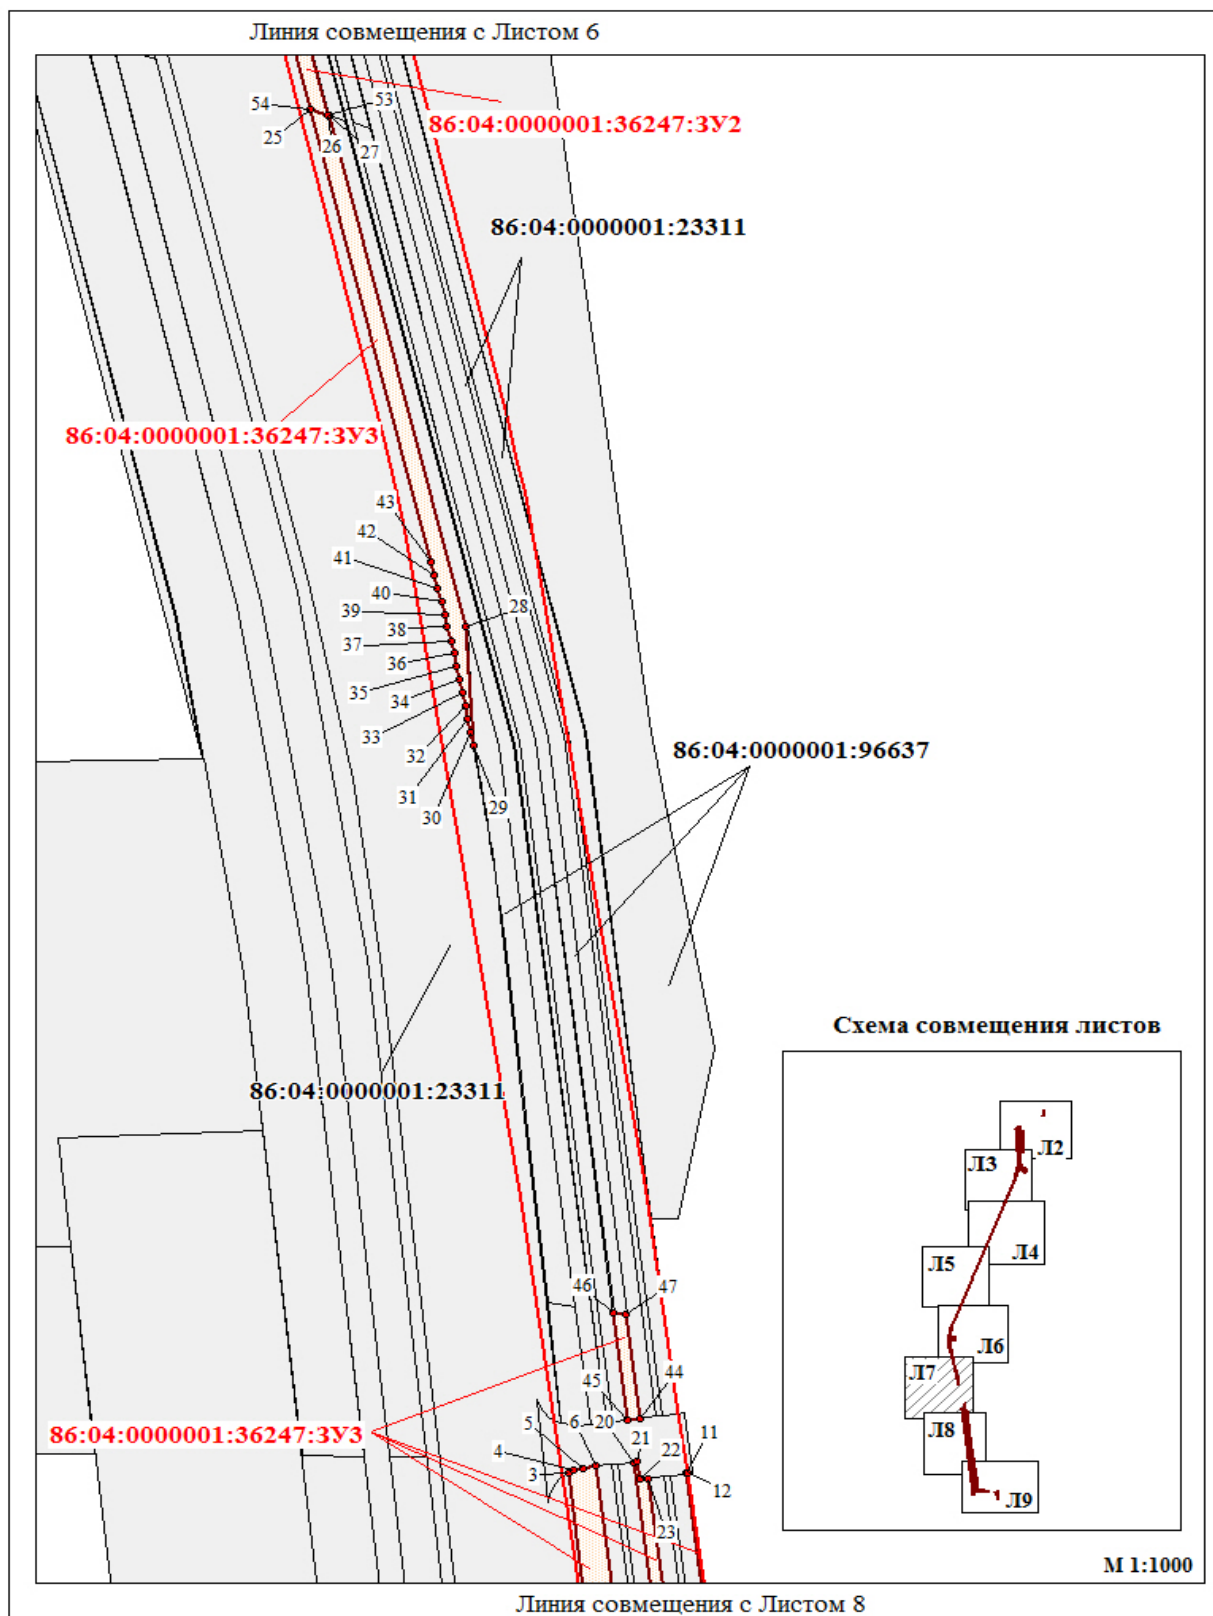 Линия совмещения с Листом 6
54
53
25
26
27
86:04:0000001:36247:ЗУ2
86:04:0000001:23311
86:04:0000001:36247:ЗУ3
43
42
41
40
39
38
28
37
36
35
34
33
32
31
30
29
86:04:0000001:96637
Схема совмещения листов
86:04:0000001:23311
Л2
Л3
Л4
Л5
Л6
Л7
Л8
Л9
46
47
45
44
5
6
20
86:04:0000001:36247:ЗУ3
21
22
11
4
3
12
23
М 1:1000
Линия совмещения с Листом 8